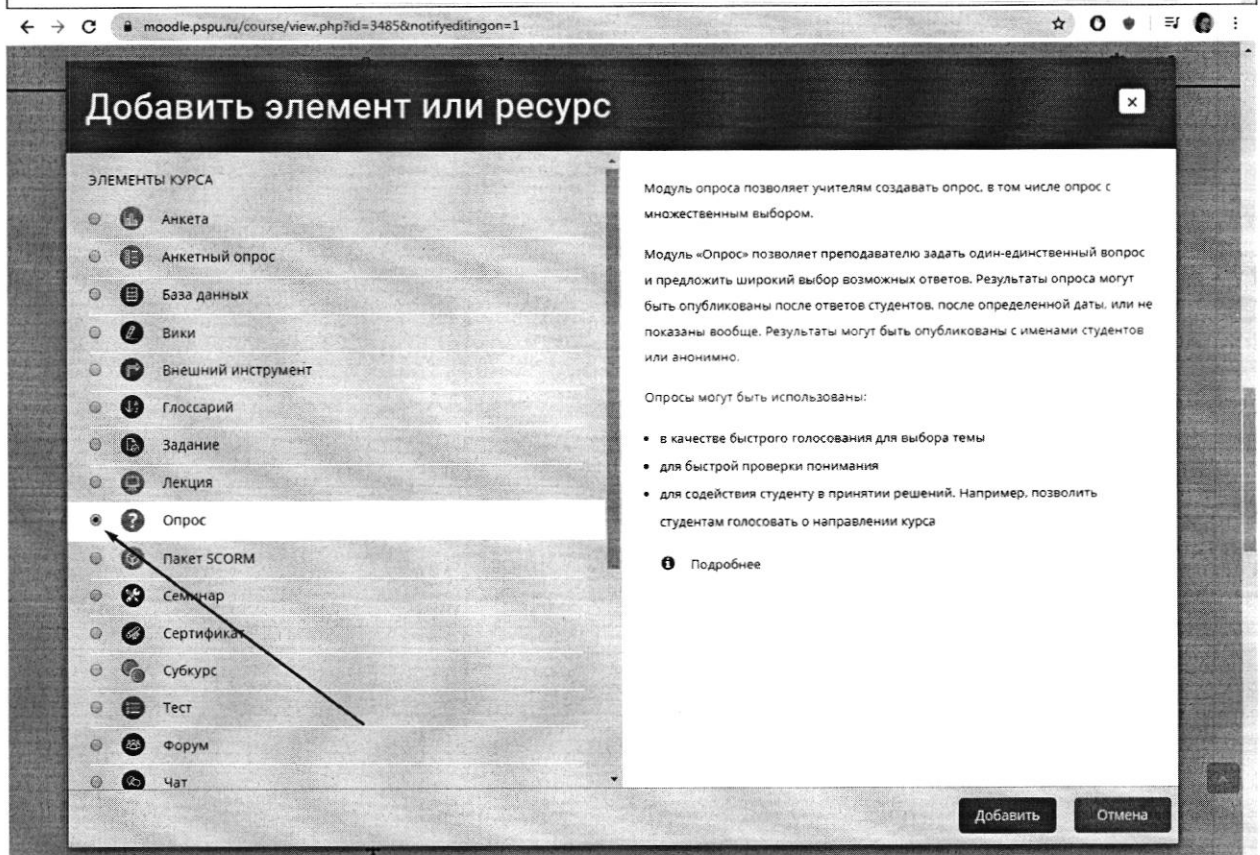 moodle.pspu.ru/course/view.php?id=3485&notifyeditingon=1
Добавить элемент или ресурс
ЭЛЕМЕНТЫ КУРСА
Анкета
Анкетный опрос
База данных
Вики
Внешний инструмент
Глоссарий
Задание
Лекция
Опрос
Пакет SCORM
Семинар
Сертификат
Субкурс
Тест
Форум
Чат
Модуль опроса позволяет учителям создавать опрос, в том числе опрос с
множественным выбором.
Модуль «Опрос» позволяет преподавателю задать один-единственный вопрос
и предложить широкий выбор возможных ответов. Результаты опроса могут
быть опубликованы после ответов студентов, после определенной даты, или не
показаны вообще. Результаты могут быть опубликованы с именами студентов
или анонимно.
Опросы могут быть использованы:
• в качестве быстрого голосования для выбора темы
• для быстрой проверки понимания
• для содействия студенту в принятии решений. Например, позволить
студентам голосовать о направлении курса
Подробнее
Добавить
Отмена